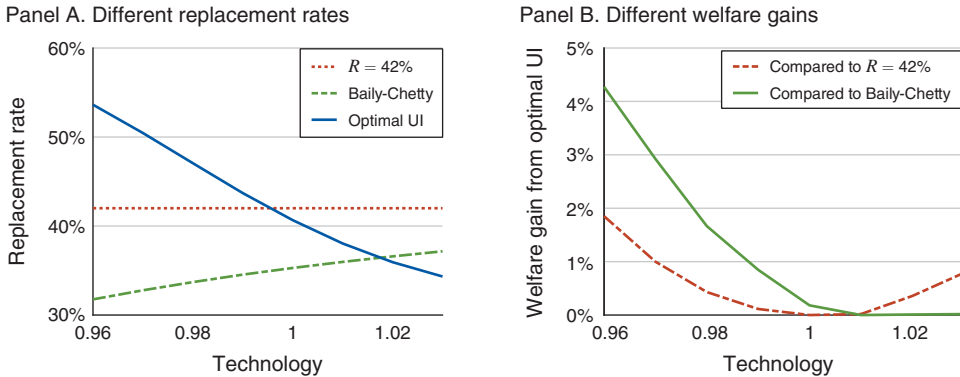 Panel A. Different replacement rates
60%
50%
40%
30%
Replacement rate
R = 42%
Baily-Chetty
Optimal UI
0.96
0.98
1
1.02
Technology
Panel B. Different welfare gains
5%
4%
3%
2%
1%
0%
Welfare gain from optimal UI
Compared to R = 42%
Compared to Baily-Chetty
0.96
0.98
1
1.02
Technology